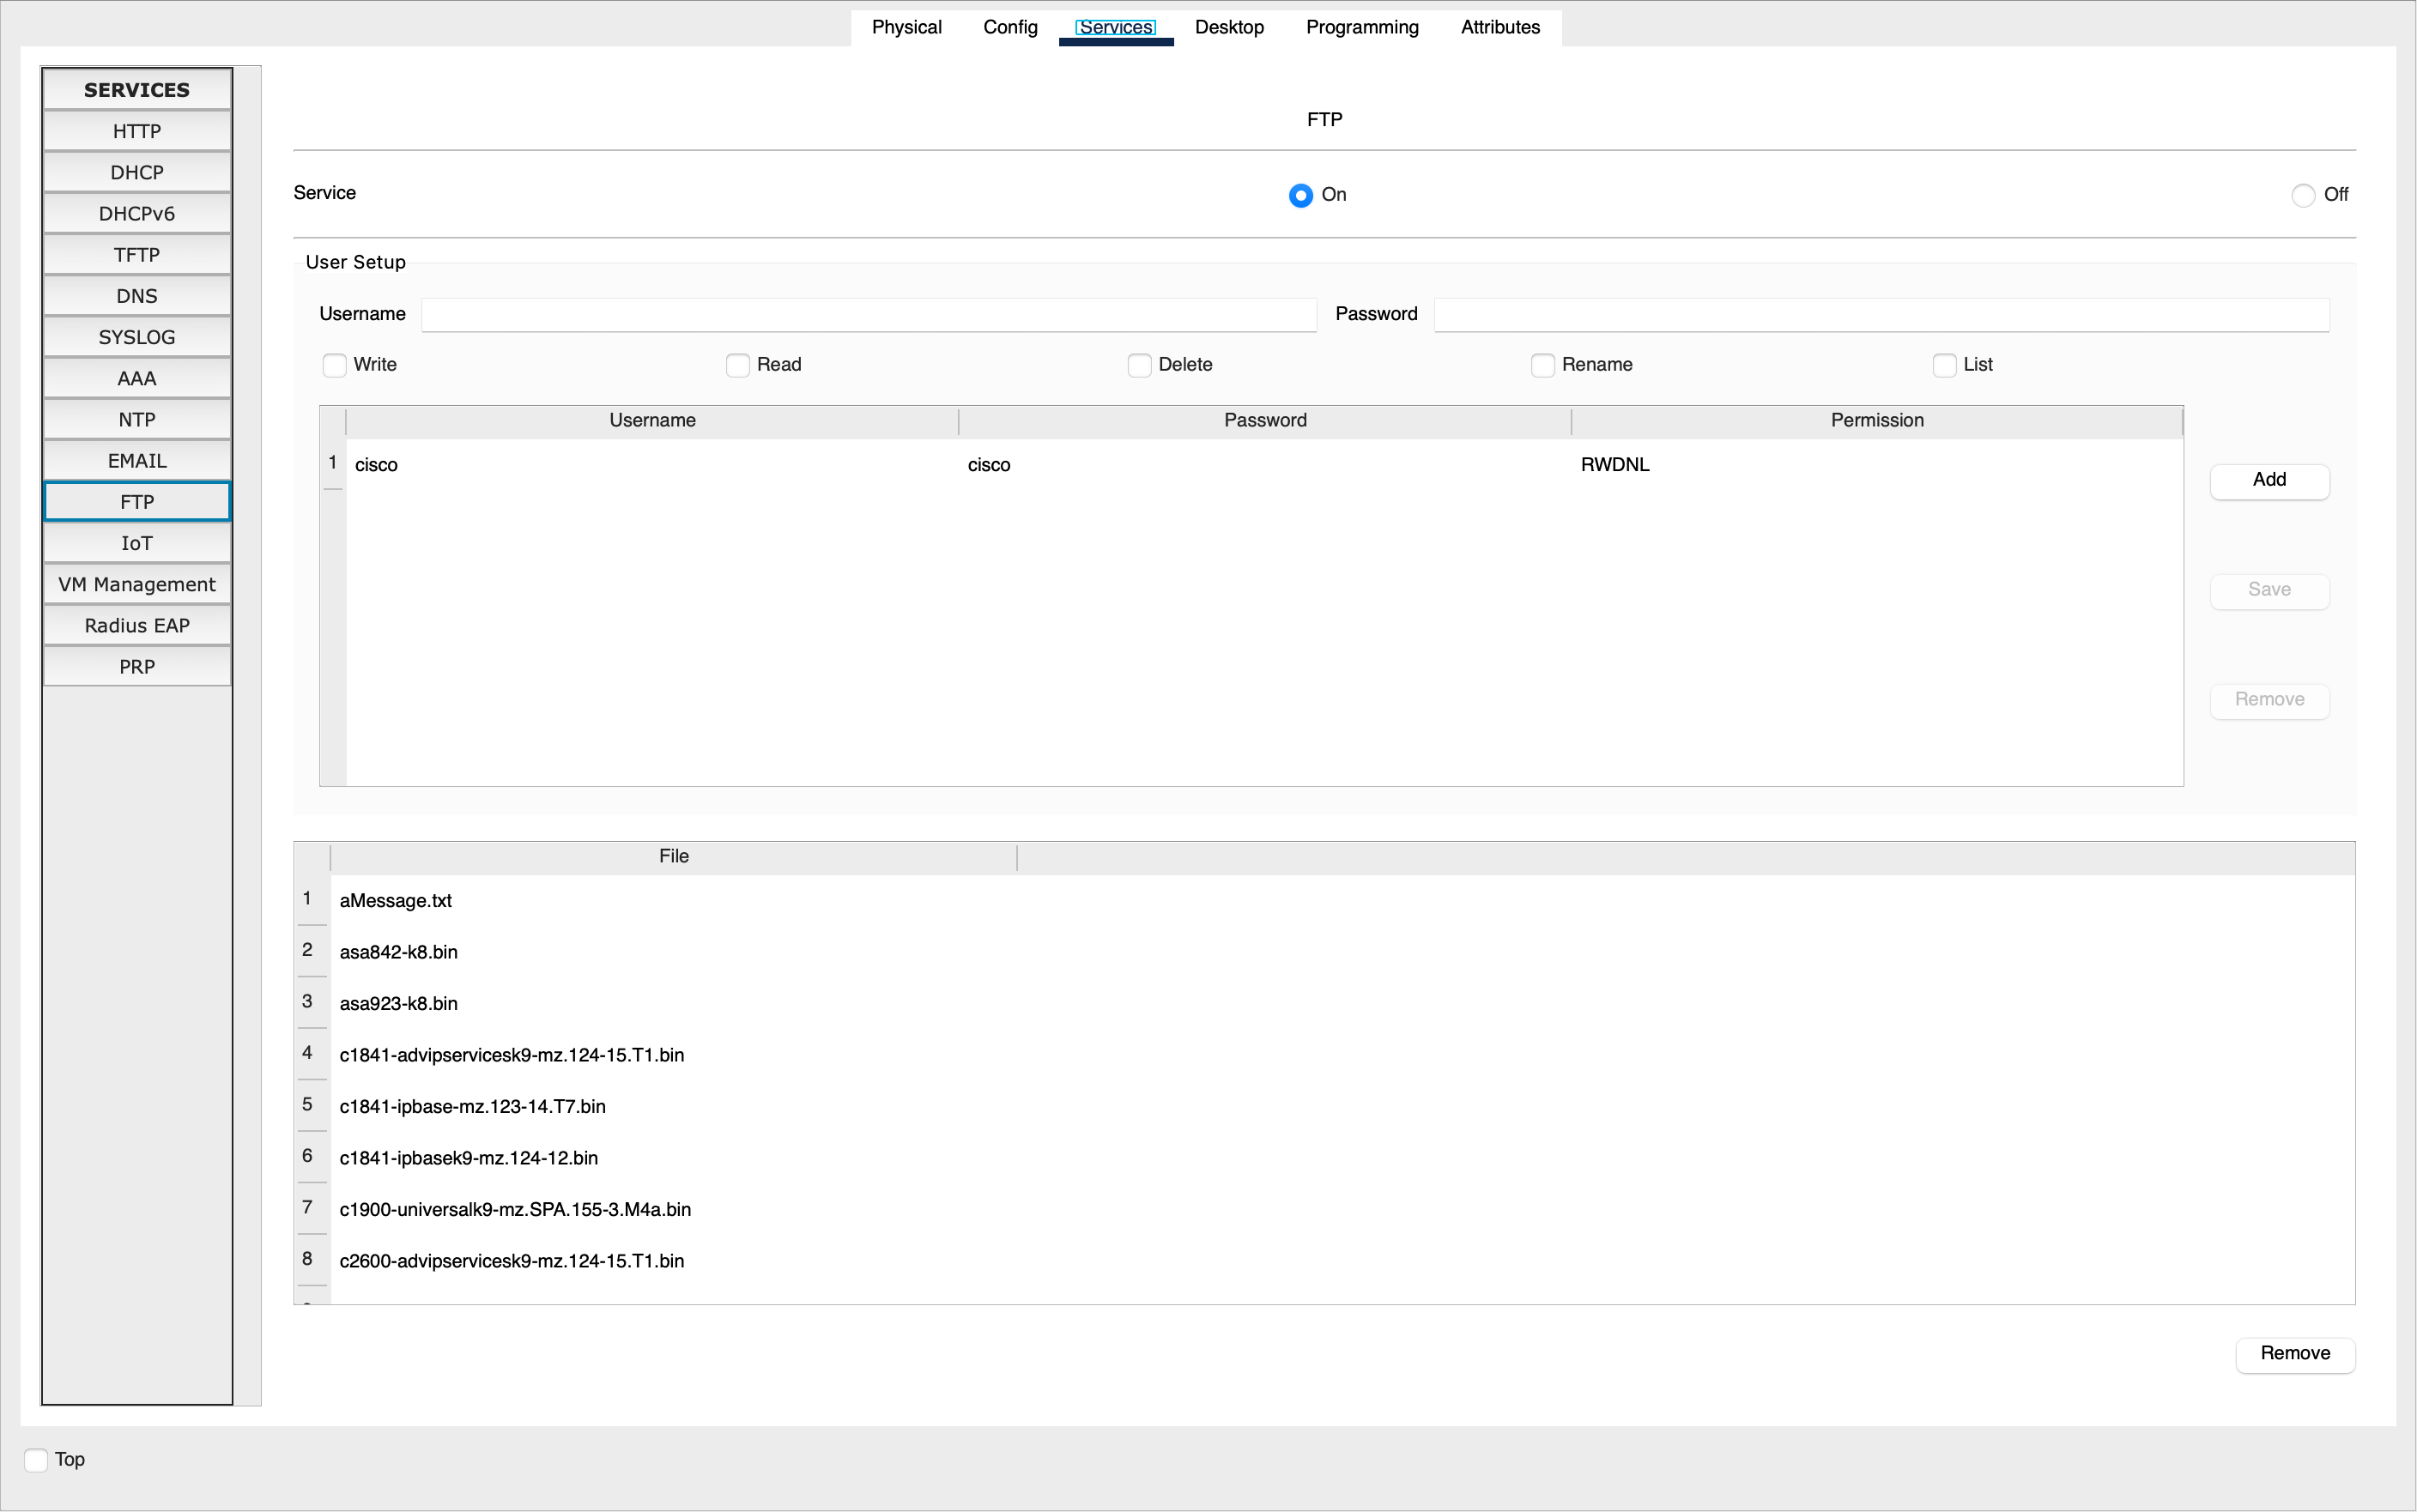 Physical Config Services Desktop Programming Attributes
SERVICES
HTTP
DHCP
DHCPv6
TFTP
DNS
SYSLOG
AAA
NTP
EMAIL
FTP
IoT
VM Management
Radius EAP
PRP
FTP
Service On Off
User Setup
Username Password
Write Read Delete Rename List
Username Password Permission
1 cisco cisco RWDNL
Add
Save
Remove
File
1 aMessage.txt
2 asa842-k8.bin
3 asa923-k8.bin
4 c1841-advipservicesk9-mz.124-15.T1.bin
5 c1841-ipbase-mz.123-14.T7.bin
6 c1841-ipbasek9-mz.124-12.bin
7 c1900-universalk9-mz.SPA.155-3.M4a.bin
8 c2600-advipservicesk9-mz.124-15.T1.bin
Remove
Top